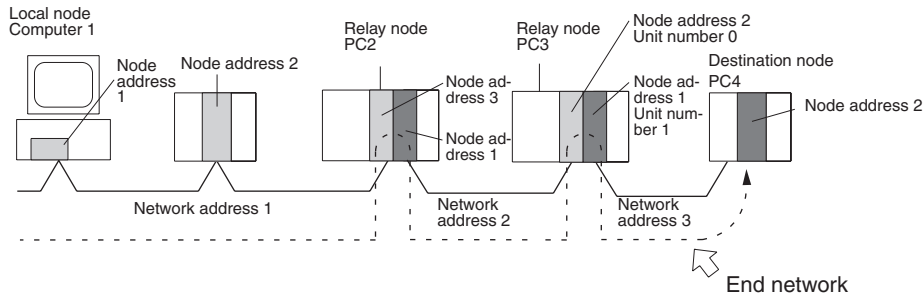 Local node
Computer 1
Node
address
1
Node address 2
Relay node
PC2
Node ad-
dress 3
Node ad-
dress 1
Relay node
PC3
Node address 2
Unit number 0
Node ad-
dress 1
Unit num-
ber 1
Destination node
PC4
Node address 2
Network address 1
Network
address 2
Network
address 3
End network